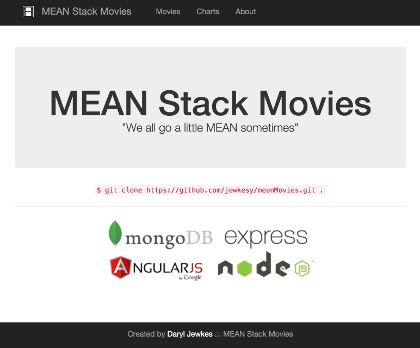 MEAN Stack Movies Movies Charts About
MEAN Stack Movies
"We all go a little MEAN sometimes"
$ git clone https://github.com/jewkesy/meanMovies.git .
mongoDB express
ANGULARJS
by Google
node
JS
Created by Daryl Jewkes .:. MEAN Stack Movies